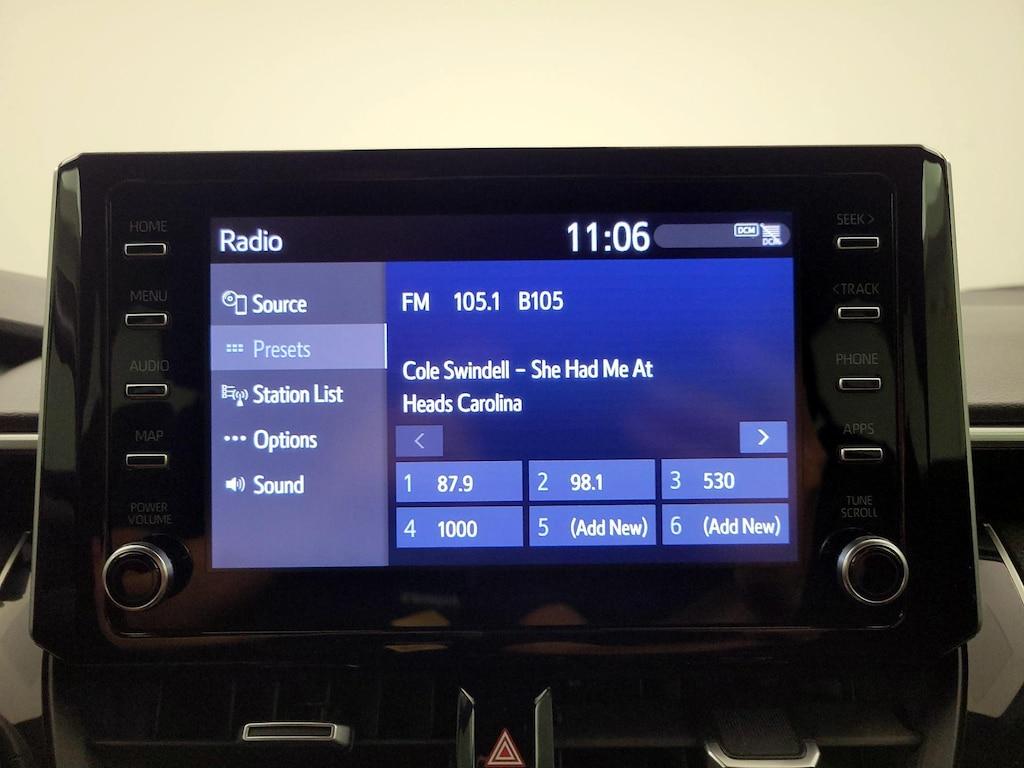 HOME
MENU
AUDIO
MAP
POWER
VOLUME
Radio
11:06
DCM
DCM
Source
Presets
Station List
Options
Sound
FM 105.1 B105
Cole Swindell – She Had Me At
Heads Carolina
< >
1 87.9 2 98.1 3 530
4 1000 5 (Add New) 6 (Add New)
SEEK >
< TRACK
PHONE
APPS
TUNE
SCROLL